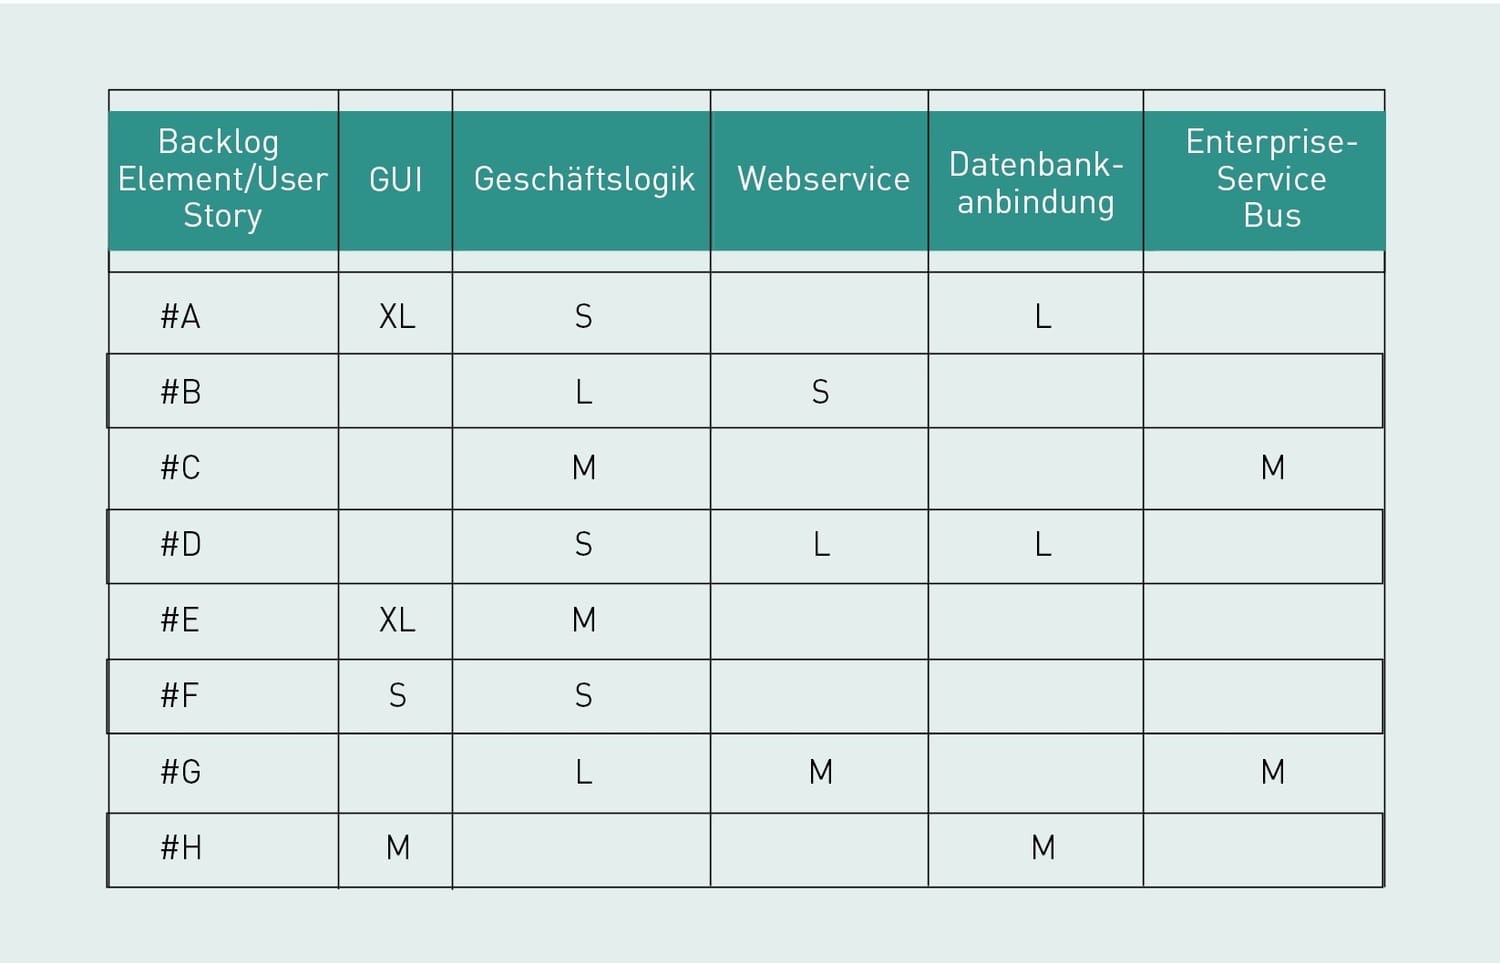 Backlog
Element/User
Story
GUI
Geschäftslogik
Webservice
Datenbank-
anbindung
Enterprise-
Service
Bus
#A XL S L
#B L S
#C M M
#D S L L
#E XL M
#F S S
#G L M M
#H M M